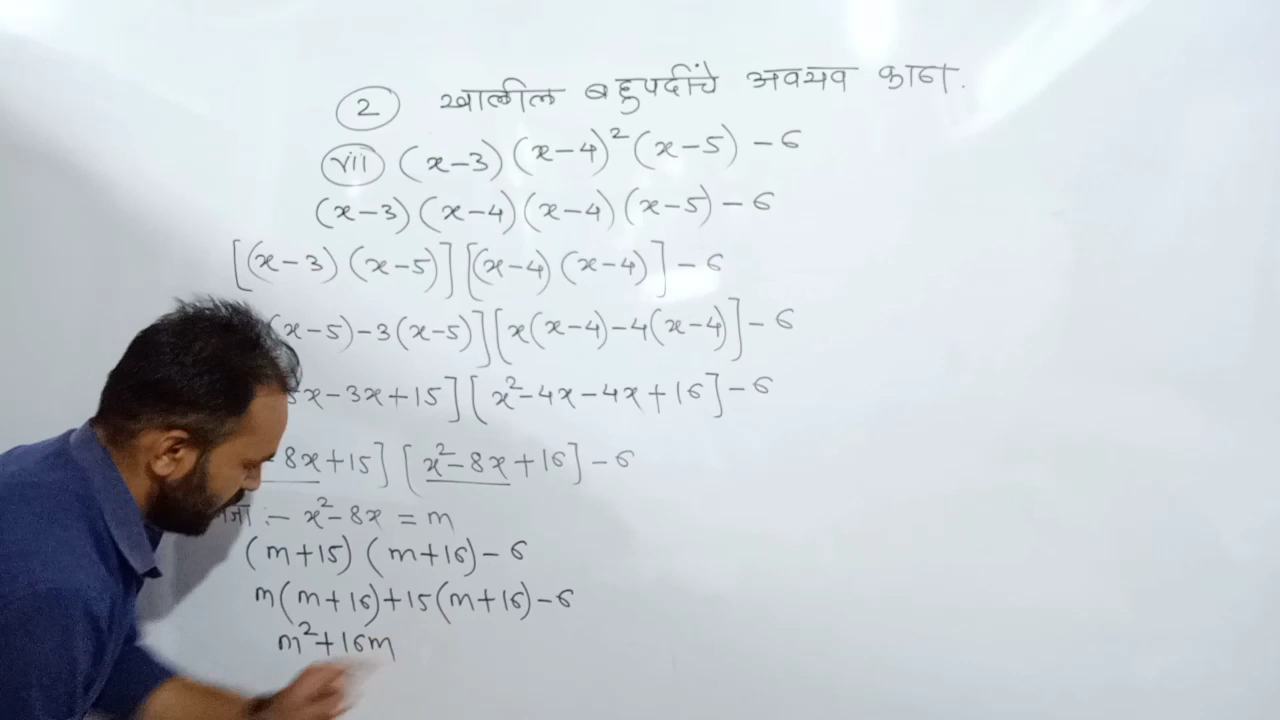 2 खालील बहुपदींचे अवयव काढा.
vii (x-3)(x-4)²(x-5)-6
(x-3)(x-4)(x-4)(x-5)-6
[(x-3)(x-5)][(x-4)(x-4)]-6
(x-5)-3(x-5)][x(x-4)-4(x-4)]-6
x-3x+15][x²-4x-4x+16]-6
8x+15][x²-8x+16]-6
:- x²-8x = m
(m+15)(m+16)-6
m(m+16)+15(m+16)-6
m²+16m